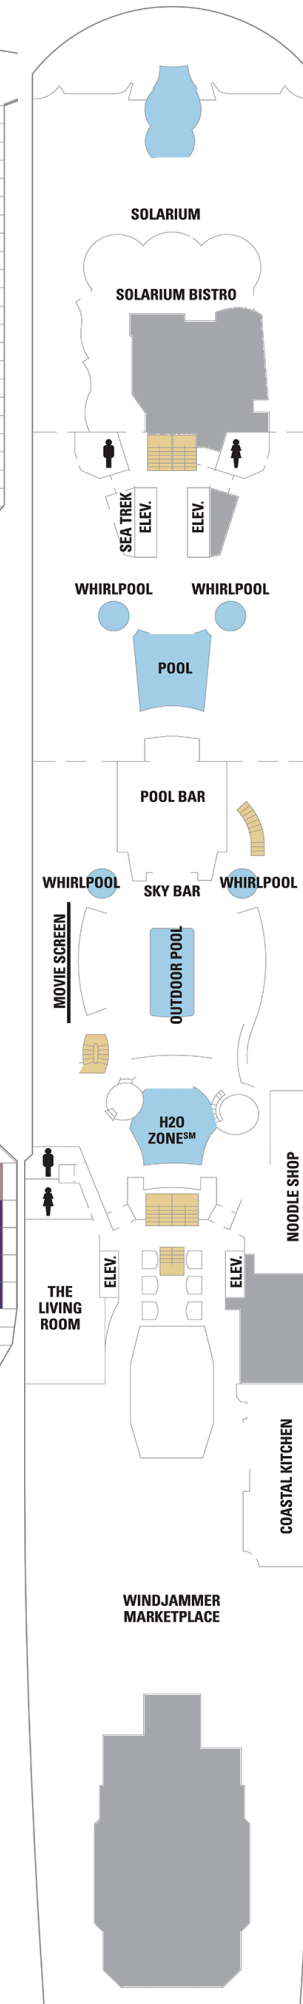 SOLARIUM
SOLARIUM BISTRO
SEA TREK
ELEV.
ELEV.
WHIRLPOOL
WHIRLPOOL
POOL
POOL BAR
WHIRLPOOL
SKY BAR
WHIRLPOOL
MOVIE SCREEN
OUTDOOR POOL
H2O
ZONE℠
NOODLE SHOP
ELEV.
ELEV.
THE
LIVING
ROOM
COASTAL KITCHEN
WINDJAMMER
MARKETPLACE